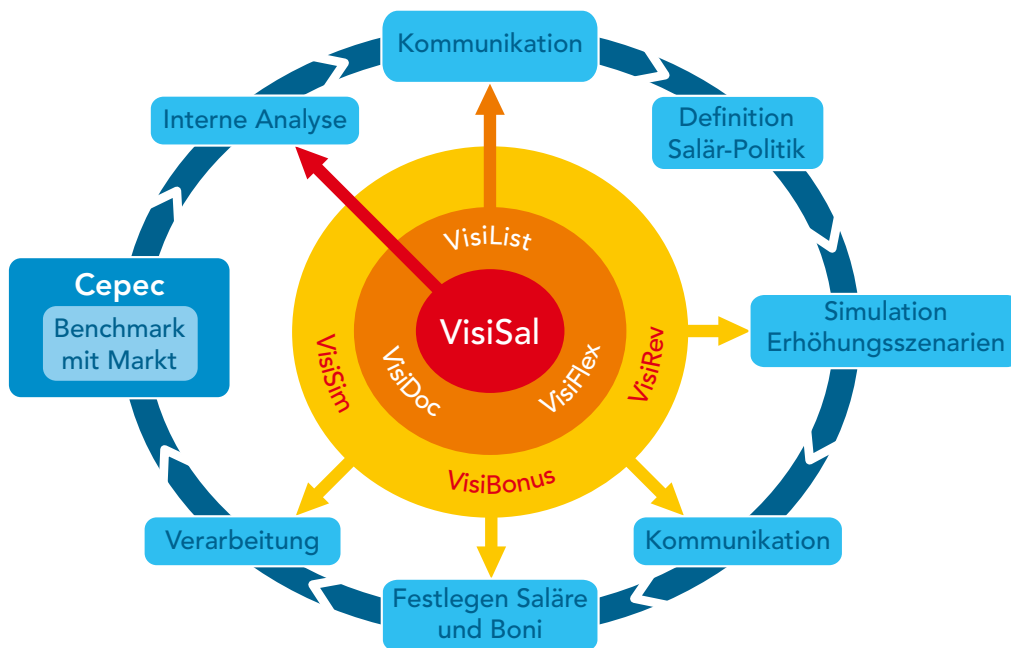 Kommunikation
Interne Analyse
Definition
Salär-Politik
VisiList
Cepec
Benchmark
mit Markt
VisiSal
Simulation
Erhöhungsszenarien
VisiSim
VisiDoc
VisiFlex
VisiRev
VisiBonus
Verarbeitung
Kommunikation
Festlegen Saläre
und Boni